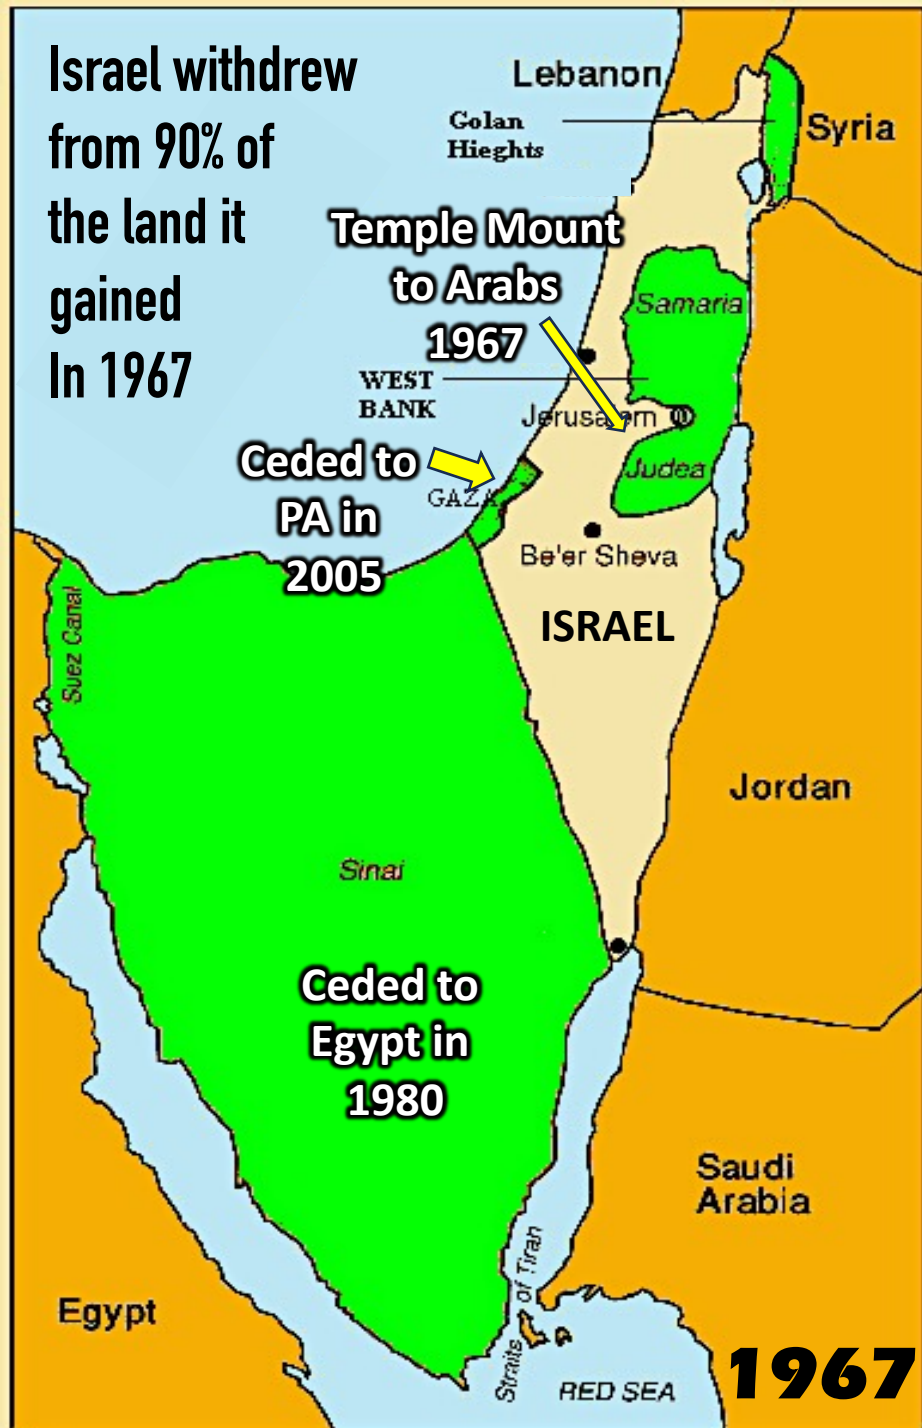 Israel withdrew
from 90% of
the land it
gained
In 1967
Lebanon
Golan
Hieghts
Syria
Temple Mount
to Arabs
1967
Samaria
WEST
BANK
Jerusalem
Ceded to
PA in
2005
GAZA
Judea
Be'er Sheva
ISRAEL
Suez Canal
Jordan
Sinai
Ceded to
Egypt in
1980
Saudi
Arabia
Egypt
Straits of Tiran
RED SEA
1967